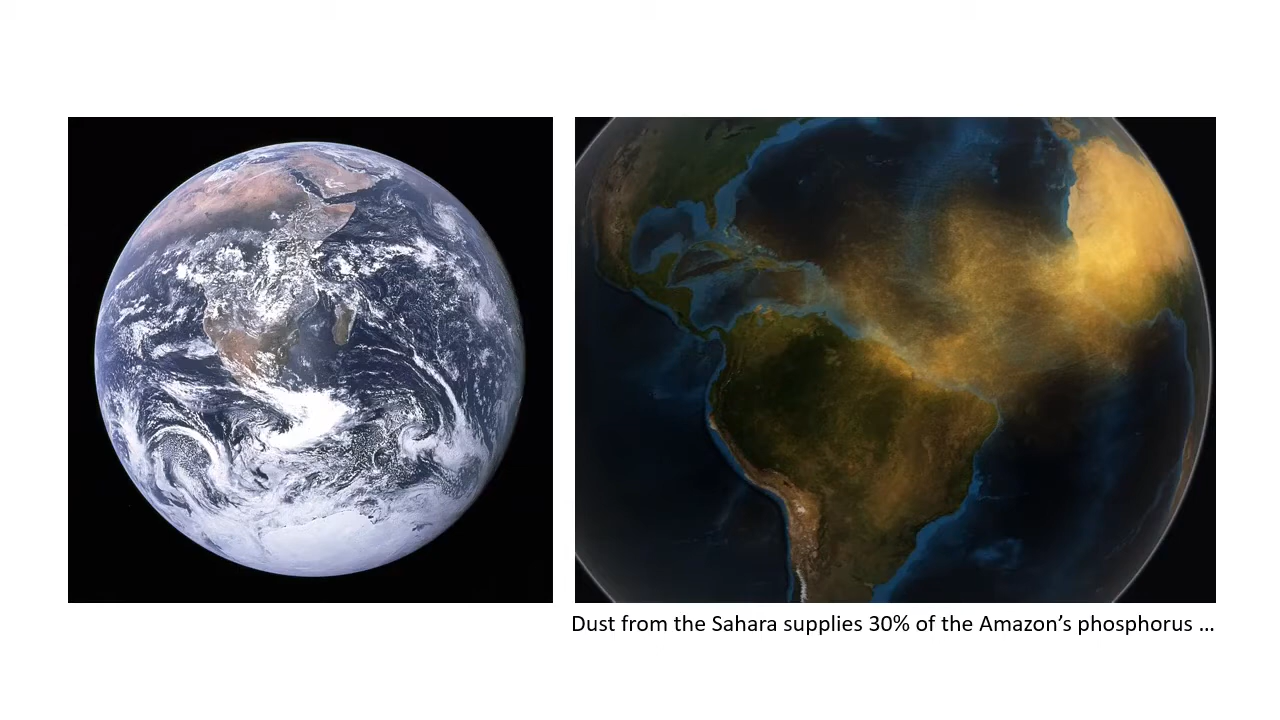 Dust from the Sahara supplies 30% of the Amazon’s phosphorus …